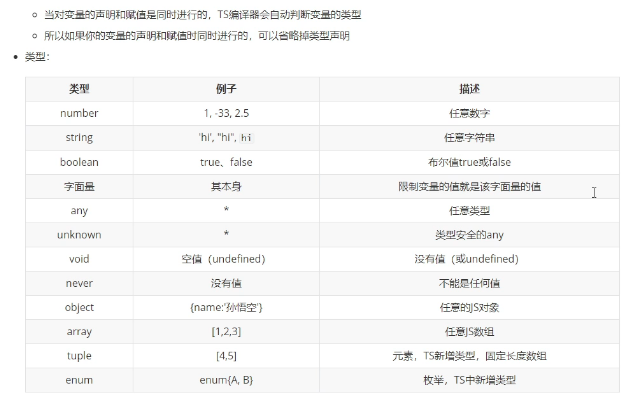 当对变量的声明和赋值是同时进行的，TS编译器会自动判断变量的类型
所以如果你的变量的声明和赋值时同时进行的，可以省略掉类型声明
类型：
类型 例子 描述
number 1, -33, 2.5 任意数字
string 'hi', "hi", hi 任意字符串
boolean true、false 布尔值true或false
字面量 其本身 限制变量的值就是该字面量的值
any * 任意类型
unknown * 类型安全的any
void 空值（undefined） 没有值（或undefined）
never 没有值 不能是任何值
object {name:'孙悟空'} 任意的JS对象
array [1,2,3] 任意JS数组
tuple [4,5] 元素，TS新增类型，固定长度数组
enum enum{A, B} 枚举，TS中新增类型